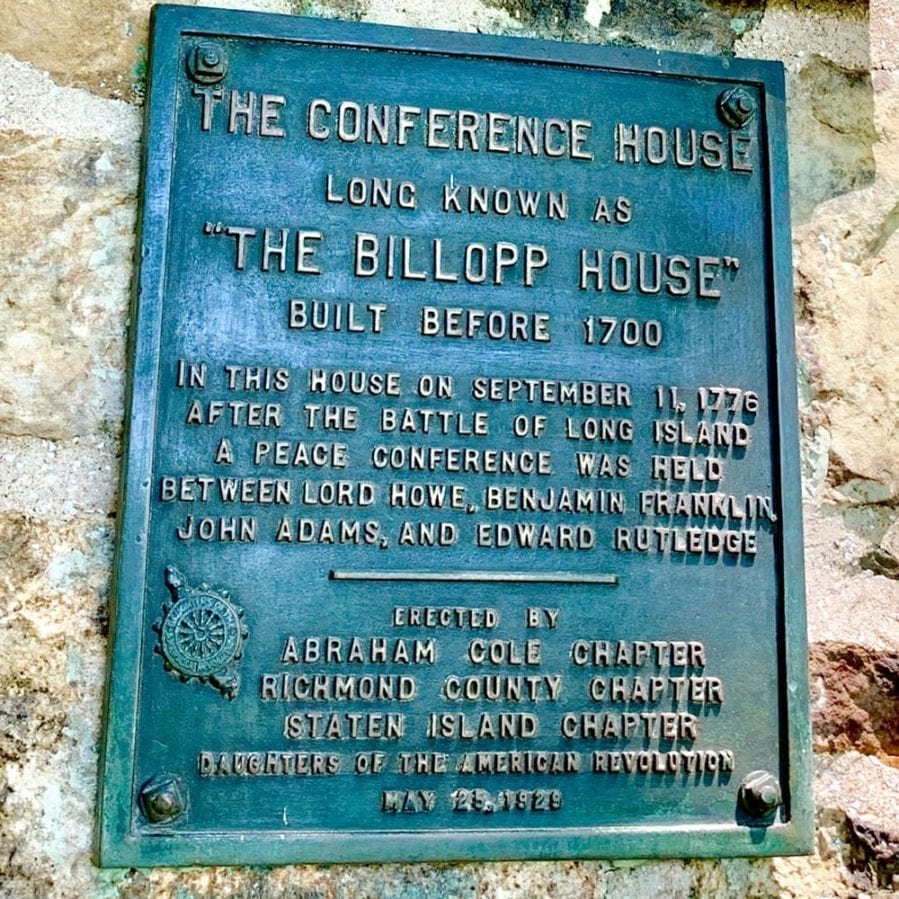 THE CONFERENCE HOUSE
LONG KNOWN AS
"THE BILLOPP HOUSE"
BUILT BEFORE 1700
IN THIS HOUSE ON SEPTEMBER 11, 1776
AFTER THE BATTLE OF LONG ISLAND
A PEACE CONFERENCE WAS HELD
BETWEEN LORD HOWE, BENJAMIN FRANKLIN,
JOHN ADAMS, AND EDWARD RUTLEDGE
ERECTED BY
ABRAHAM COLE CHAPTER
RICHMOND COUNTY CHAPTER
STATEN ISLAND CHAPTER
DAUGHTERS OF THE AMERICAN REVOLUTION
MAY 25, 1929